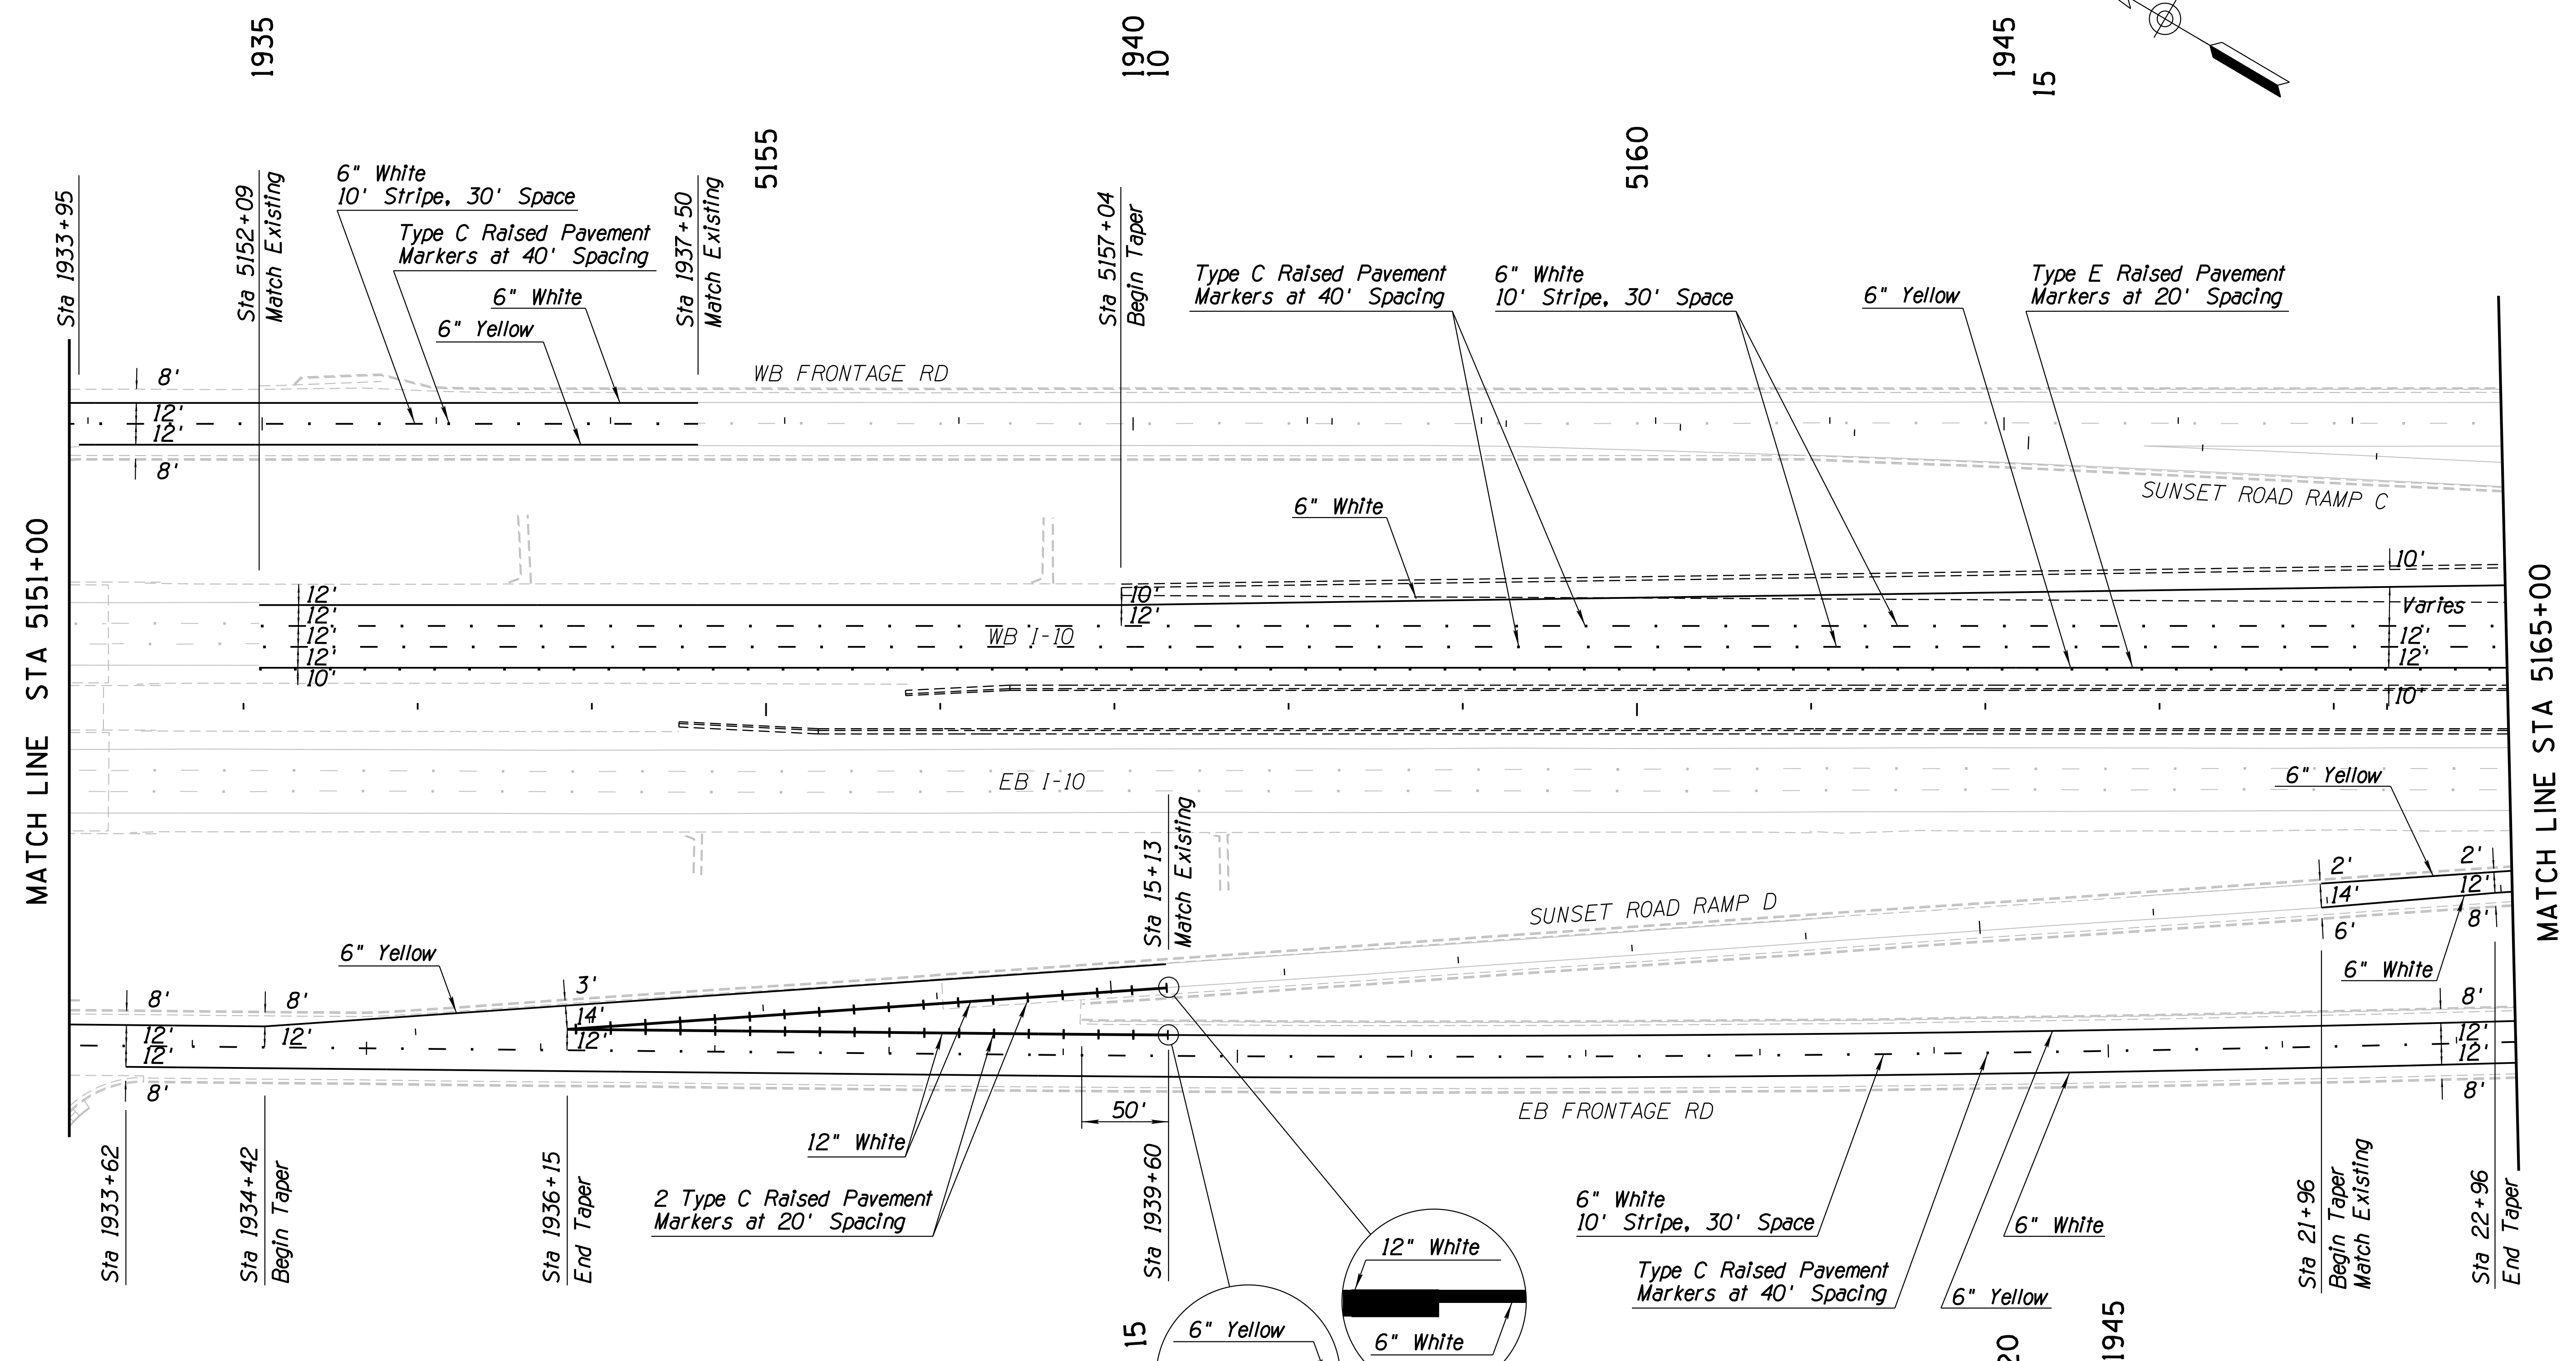 1935
1940
10
1945
15
5155
5160
Sta 1933+95
Sta 5152+09
Match Existing
6" White
10' Stripe, 30' Space
Type C Raised Pavement
Markers at 40' Spacing
6" White
6" Yellow
Sta 1937+50
Match Existing
Sta 5157+04
Begin Taper
Type C Raised Pavement
Markers at 40' Spacing
6" White
10' Stripe, 30' Space
6" Yellow
Type E Raised Pavement
Markers at 20' Spacing
8'
12'
12'
8'
WB FRONTAGE RD
SUNSET ROAD RAMP C
6" White
MATCH LINE STA 5151+00
MATCH LINE STA 5165+00
12'
12'
12'
12'
10'
10'
12'
WB I-10
10'
Varies
12'
12'
10'
EB I-10
Sta 15+13
Match Existing
SUNSET ROAD RAMP D
6" Yellow
2'
14'
6'
2'
12'
8'
6" White
6" Yellow
8'
12'
12'
8'
8'
12'
3'
14'
12'
8'
12'
12'
8'
50'
EB FRONTAGE RD
12" White
2 Type C Raised Pavement
Markers at 20' Spacing
Sta 1933+62
Sta 1934+42
Begin Taper
Sta 1936+15
End Taper
Sta 1939+60
6" White
10' Stripe, 30' Space
Type C Raised Pavement
Markers at 40' Spacing
6" White
6" Yellow
Sta 21+96
Begin Taper
Match Existing
Sta 22+96
End Taper
12" White
6" White
6" Yellow
15
20
1945